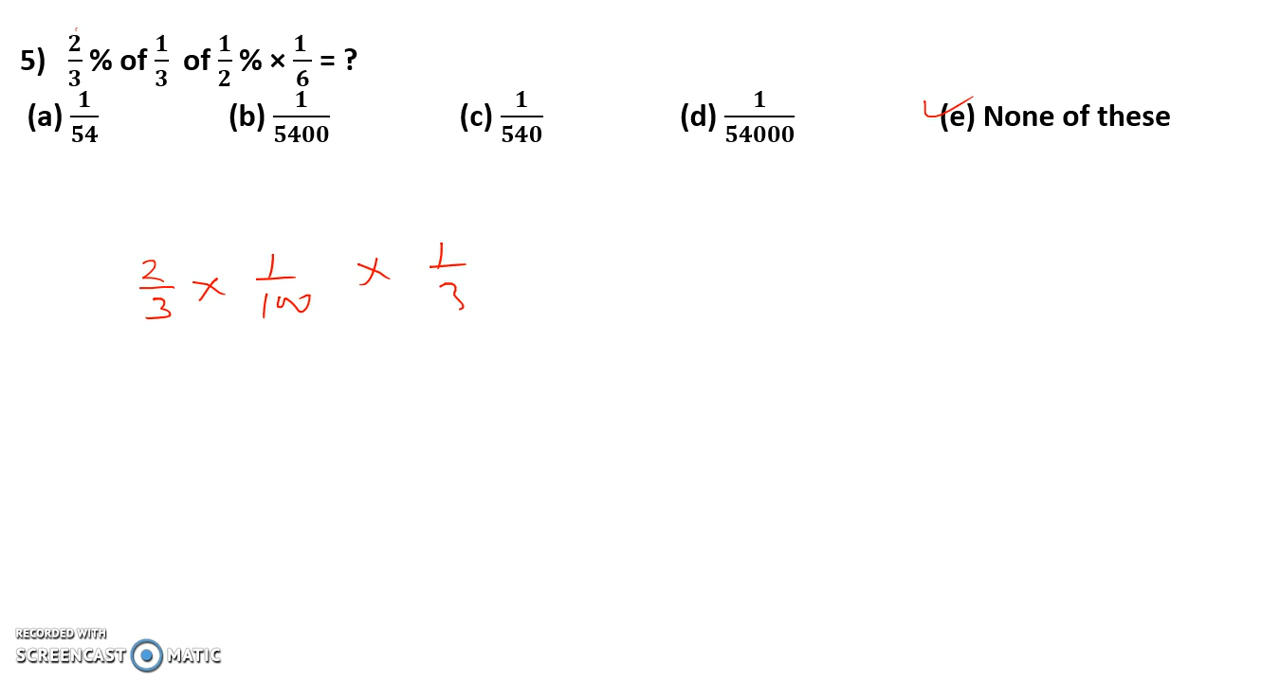 5) 2/3 % of 1/3 of 1/2 % × 1/6 = ?
(a) 1/54 (b) 1/5400 (c) 1/540 (d) 1/54000 (e) None of these
2/3 × 1/100 × 1/3
RECORDED WITH
SCREENCAST MATIC